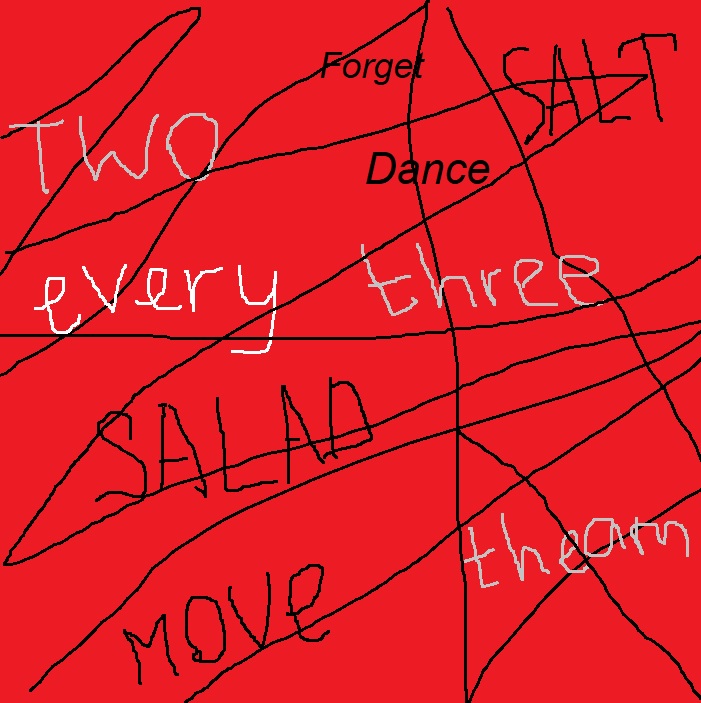 Forget
SALT
TWO
Dance
every three
SALAD
theam
MOVe